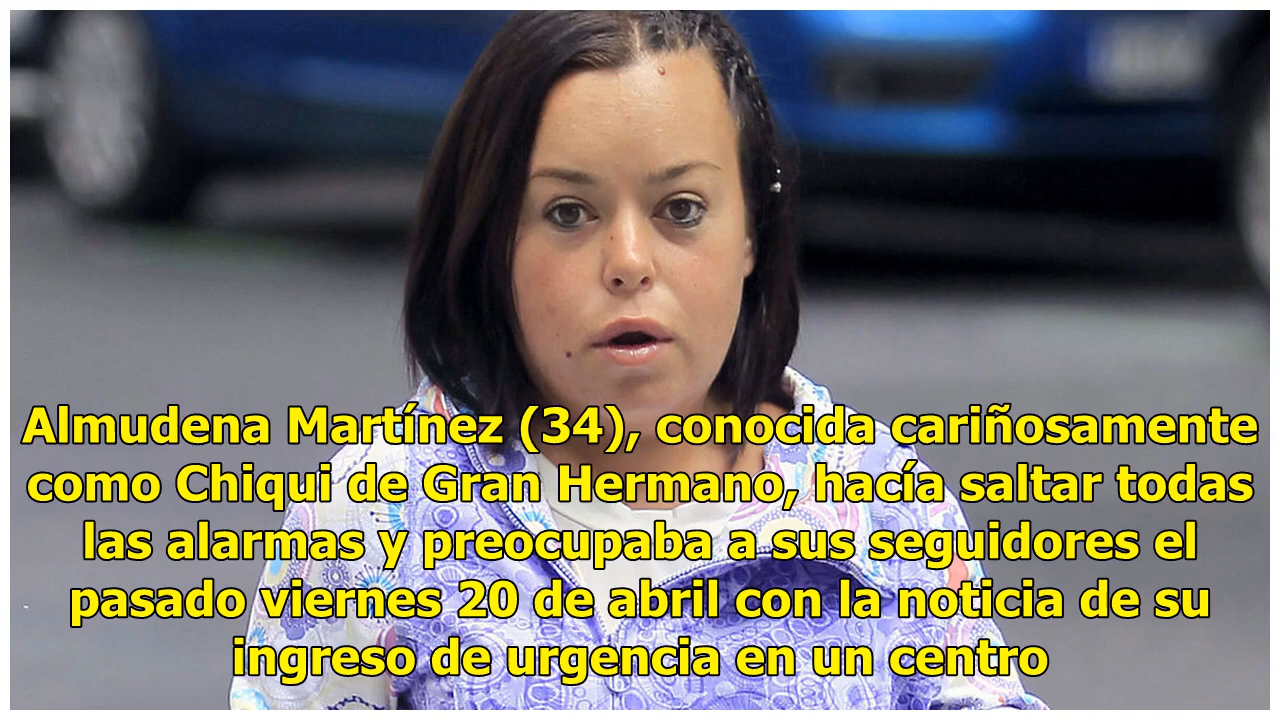 Almudena Martínez (34), conocida cariñosamente
como Chiqui de Gran Hermano, hacía saltar todas
las alarmas y preocupaba a sus seguidores el
pasado viernes 20 de abril con la noticia de su
ingreso de urgencia en un centro